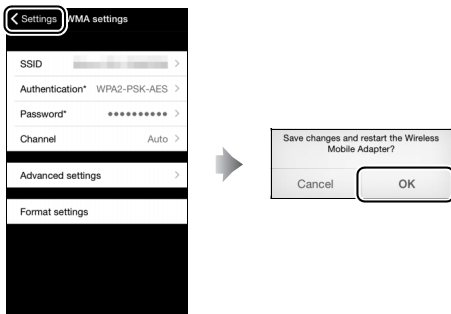 Settings WMA settings
SSID
Authentication* WPA2-PSK-AES
Password* ●●●●●●●●●●
Channel Auto
Advanced settings
Format settings
Save changes and restart the Wireless
Mobile Adapter?
Cancel OK